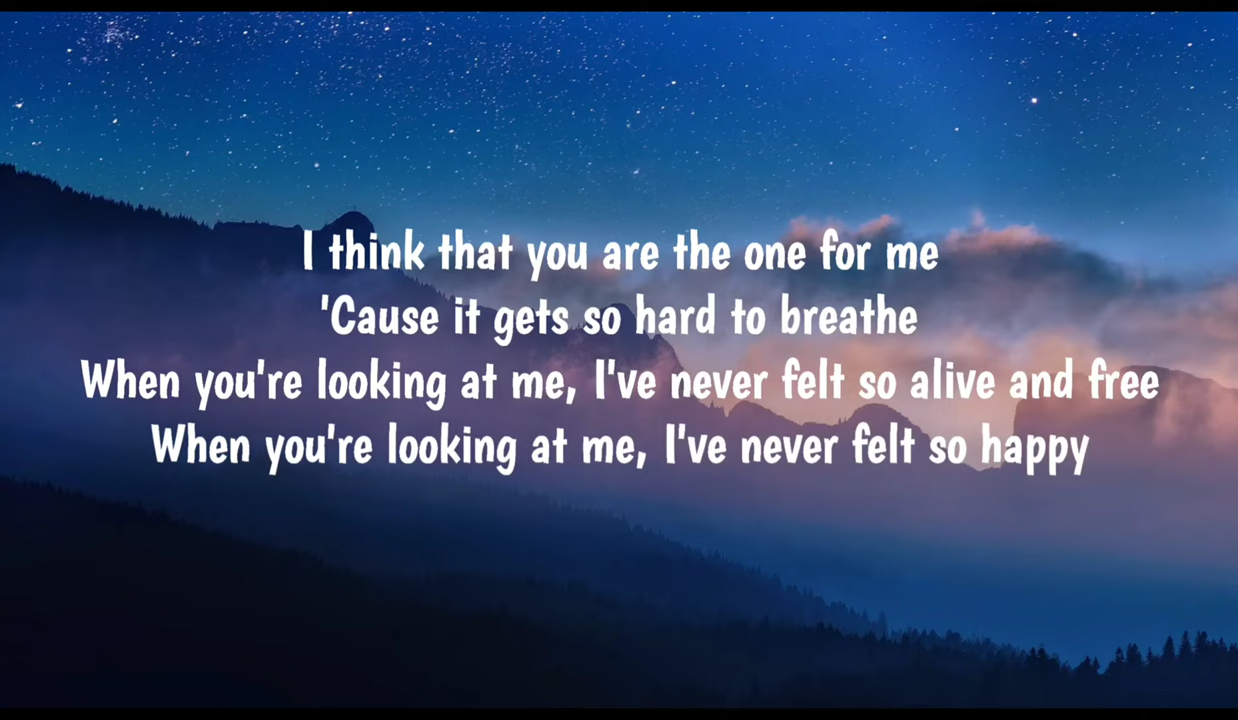 I think that you are the one for me
'Cause it gets so hard to breathe
When you're looking at me, I've never felt so alive and free
When you're looking at me, I've never felt so happy